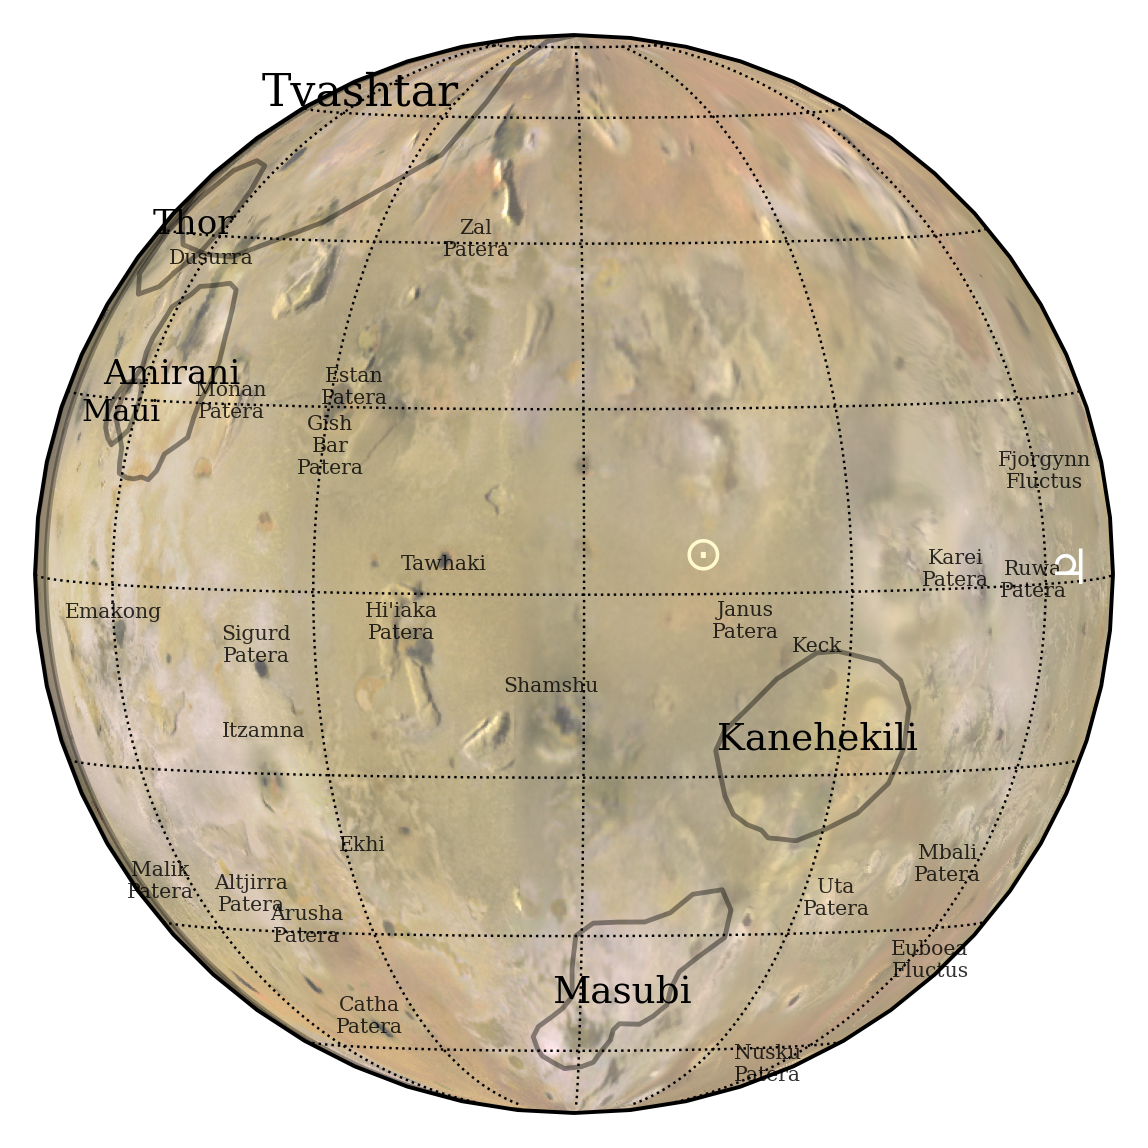 Tvashtar
Thor
Dusurra
Zal
Patera
Amirani
Maui
Monan
Patera
Estan
Patera
Gish
Bar
Patera
Fjorgynn
Fluctus
☉
Tawhaki
Karei
Patera
Ruwa
Patera
♃
Emakong
Hi'iaka
Patera
Janus
Patera
Sigurd
Patera
Keck
Shamshu
Itzamna
Kanehekili
Ekhi
Malik
Patera
Altjirra
Patera
Arusha
Patera
Mbali
Patera
Uta
Patera
Euboea
Fluctus
Masubi
Catha
Patera
Nusku
Patera